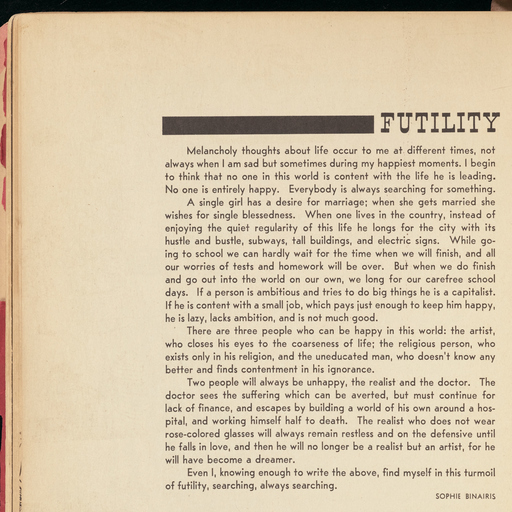 FUTILITY
Melancholy thoughts about life occur to me at different times, not
always when I am sad but sometimes during my happiest moments. I begin
to think that no one in this world is content with the life he is leading.
No one is entirely happy. Everybody is always searching for something.
A single girl has a desire for marriage; when she gets married she
wishes for single blessedness. When one lives in the country, instead of
enjoying the quiet regularity of this life he longs for the city with its
hustle and bustle, subways, tall buildings, and electric signs. While go-
ing to school we can hardly wait for the time when we will finish, and all
our worries of tests and homework will be over. But when we do finish
and go out into the world on our own, we long for our carefree school
days. If a person is ambitious and tries to do big things he is a capitalist.
If he is content with a small job, which pays just enough to keep him happy,
he is lazy, lacks ambition, and is not much good.
There are three people who can be happy in this world: the artist,
who closes his eyes to the coarseness of life; the religious person, who
exists only in his religion, and the uneducated man, who doesn't know any
better and finds contentment in his ignorance.
Two people will always be unhappy, the realist and the doctor. The
doctor sees the suffering which can be averted, but must continue for
lack of finance, and escapes by building a world of his own around a hos-
pital, and working himself half to death. The realist who does not wear
rose-colored glasses will always remain restless and on the defensive until
he falls in love, and then he will no longer be a realist but an artist, for he
will have become a dreamer.
Even I, knowing enough to write the above, find myself in this turmoil
of futility, searching, always searching.
SOPHIE BINAIRIS